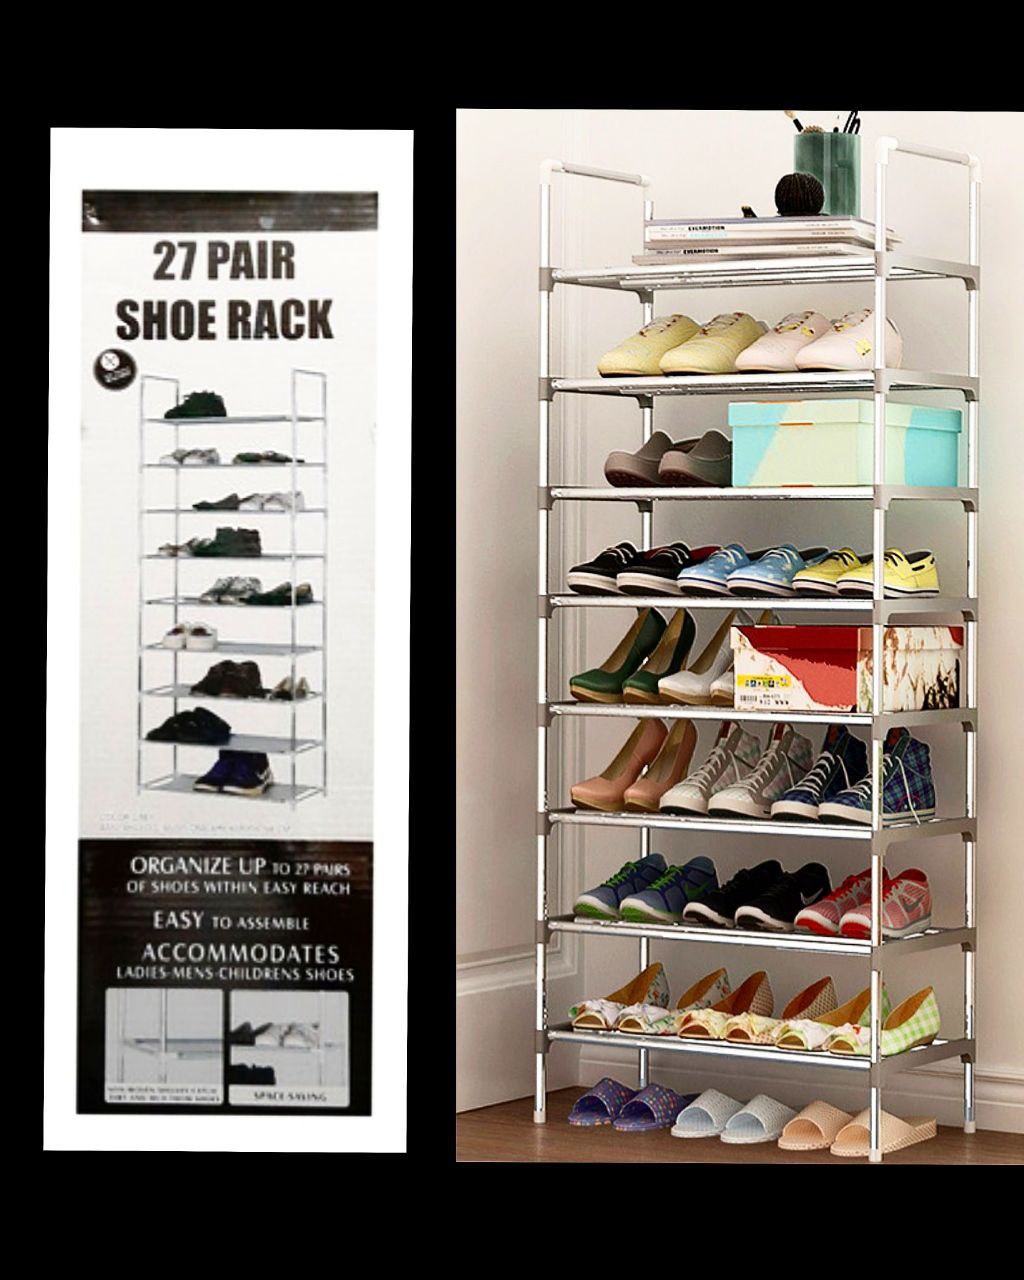 27 PAIR
SHOE RACK
ORGANIZE UP TO 27 PAIRS
OF SHOES WITHIN EASY REACH
EASY TO ASSEMBLE
ACCOMMODATES
LADIES-MENS-CHILDRENS SHOES
SPACE SAVING
EVERMOTION
EVERMOTION